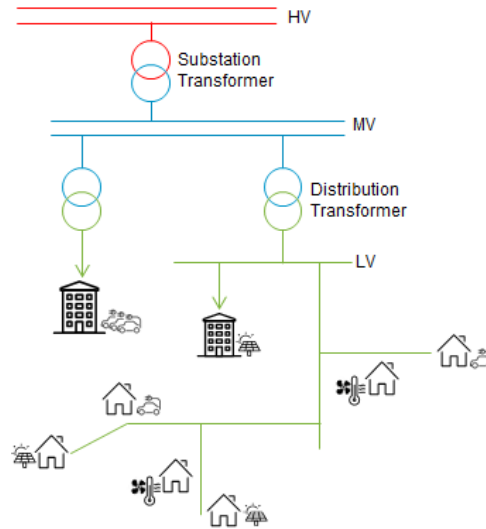 HV
Substation
Transformer
MV
Distribution
Transformer
LV